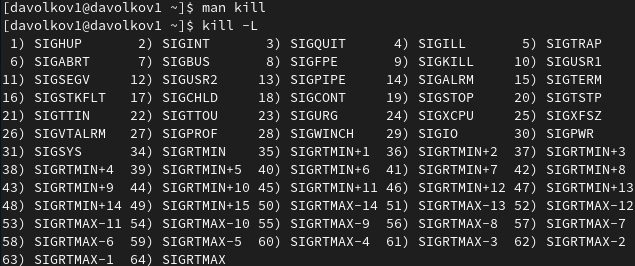 [davolkov1@davolkov1 ~]$ man kill
[davolkov1@davolkov1 ~]$ kill -L
 1) SIGHUP       2) SIGINT       3) SIGQUIT      4) SIGILL       5) SIGTRAP
 6) SIGABRT      7) SIGBUS       8) SIGFPE       9) SIGKILL     10) SIGUSR1
11) SIGSEGV     12) SIGUSR2     13) SIGPIPE     14) SIGALRM     15) SIGTERM
16) SIGSTKFLT   17) SIGCHLD     18) SIGCONT     19) SIGSTOP     20) SIGTSTP
21) SIGTTIN     22) SIGTTOU     23) SIGURG      24) SIGXCPU     25) SIGXFSZ
26) SIGVTALRM   27) SIGPROF     28) SIGWINCH    29) SIGIO       30) SIGPWR
31) SIGSYS      34) SIGRTMIN    35) SIGRTMIN+1  36) SIGRTMIN+2  37) SIGRTMIN+3
38) SIGRTMIN+4  39) SIGRTMIN+5  40) SIGRTMIN+6  41) SIGRTMIN+7  42) SIGRTMIN+8
43) SIGRTMIN+9  44) SIGRTMIN+10 45) SIGRTMIN+11 46) SIGRTMIN+12 47) SIGRTMIN+13
48) SIGRTMIN+14 49) SIGRTMIN+15 50) SIGRTMAX-14 51) SIGRTMAX-13 52) SIGRTMAX-12
53) SIGRTMAX-11 54) SIGRTMAX-10 55) SIGRTMAX-9  56) SIGRTMAX-8  57) SIGRTMAX-7
58) SIGRTMAX-6  59) SIGRTMAX-5  60) SIGRTMAX-4  61) SIGRTMAX-3  62) SIGRTMAX-2
63) SIGRTMAX-1  64) SIGRTMAX